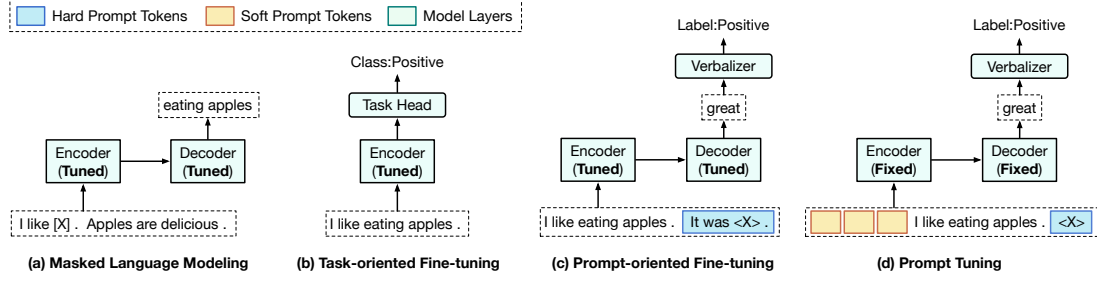 Hard Prompt Tokens Soft Prompt Tokens Model Layers
eating apples
Encoder
(Tuned)
Decoder
(Tuned)
I like [X] . Apples are delicious .
(a) Masked Language Modeling
Class:Positive
Task Head
Encoder
(Tuned)
I like eating apples .
(b) Task-oriented Fine-tuning
Label:Positive
Verbalizer
great
Encoder
(Tuned)
Decoder
(Tuned)
I like eating apples . It was <X> .
(c) Prompt-oriented Fine-tuning
Label:Positive
Verbalizer
great
Encoder
(Fixed)
Decoder
(Fixed)
I like eating apples . <X>
(d) Prompt Tuning